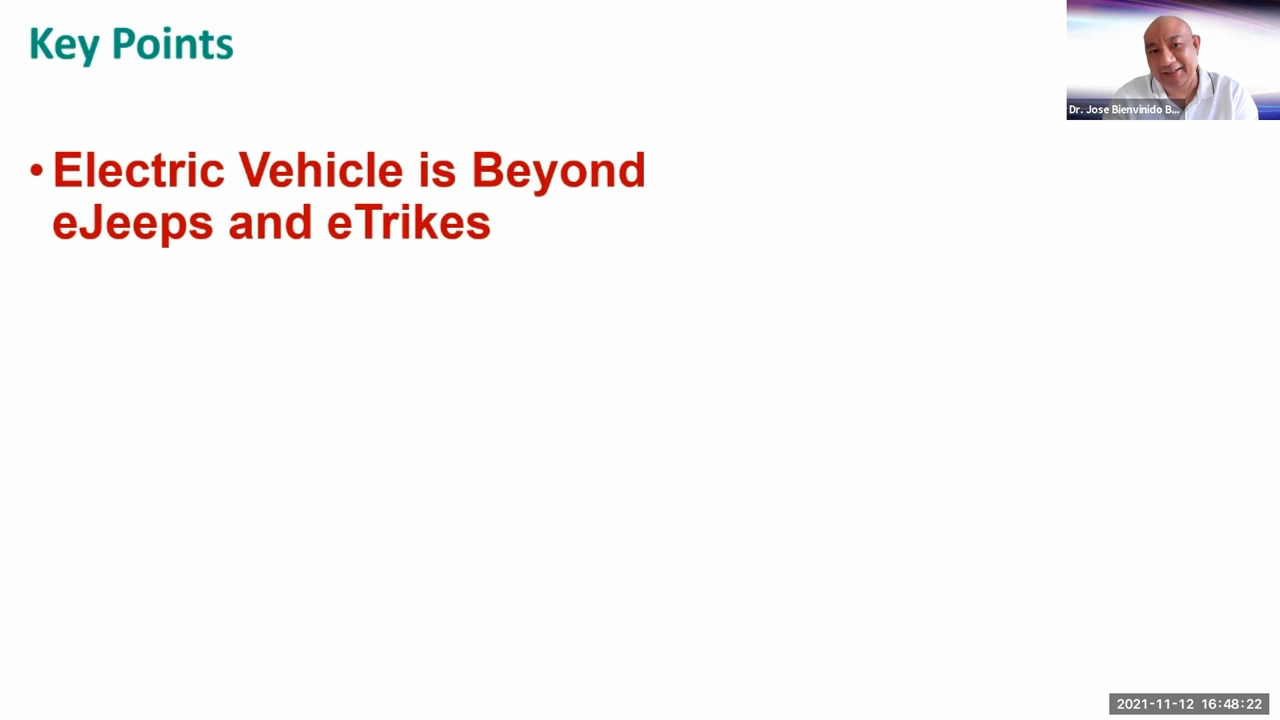 Key Points
Dr. Jose Bienvinido B...
• Electric Vehicle is Beyond
eJeeps and eTrikes
2021-11-12 16:48:22